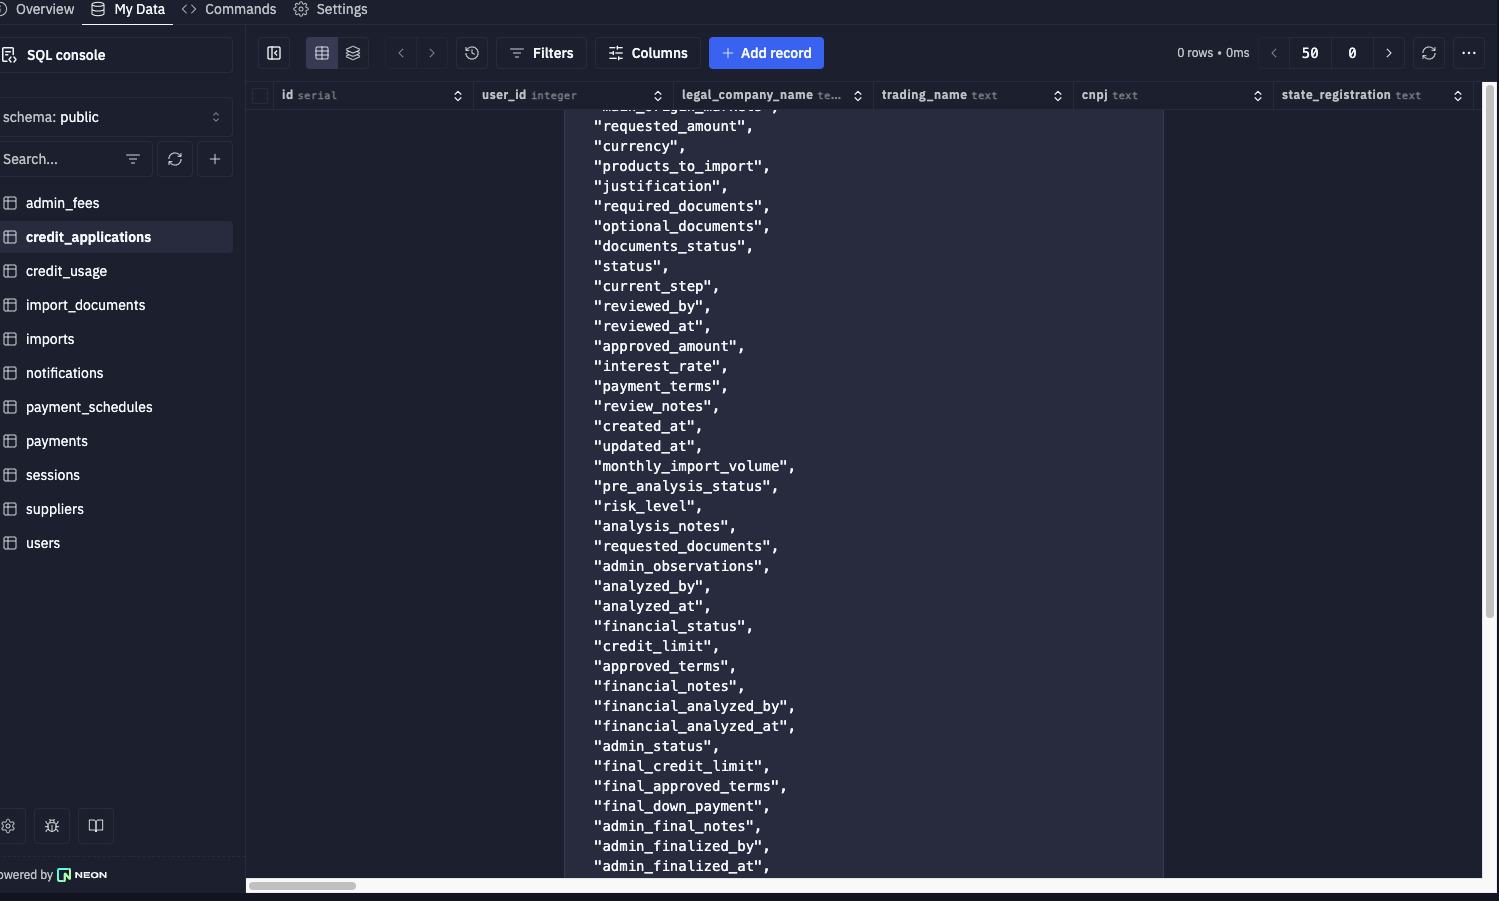 Overview My Data Commands Settings
SQL console
Filters Columns Add record 0 rows • 0ms 50 0
id serial user_id integer legal_company_name te... trading_name text cnpj text state_registration text
schema: public
Search...
admin_fees
credit_applications
credit_usage
import_documents
imports
notifications
payment_schedules
payments
sessions
suppliers
users
"requested_amount",
"currency",
"products_to_import",
"justification",
"required_documents",
"optional_documents",
"documents_status",
"status",
"current_step",
"reviewed_by",
"reviewed_at",
"approved_amount",
"interest_rate",
"payment_terms",
"review_notes",
"created_at",
"updated_at",
"monthly_import_volume",
"pre_analysis_status",
"risk_level",
"analysis_notes",
"requested_documents",
"admin_observations",
"analyzed_by",
"analyzed_at",
"financial_status",
"credit_limit",
"approved_terms",
"financial_notes",
"financial_analyzed_by",
"financial_analyzed_at",
"admin_status",
"final_credit_limit",
"final_approved_terms",
"final_down_payment",
"admin_final_notes",
"admin_finalized_by",
"admin_finalized_at",
owered by NEON